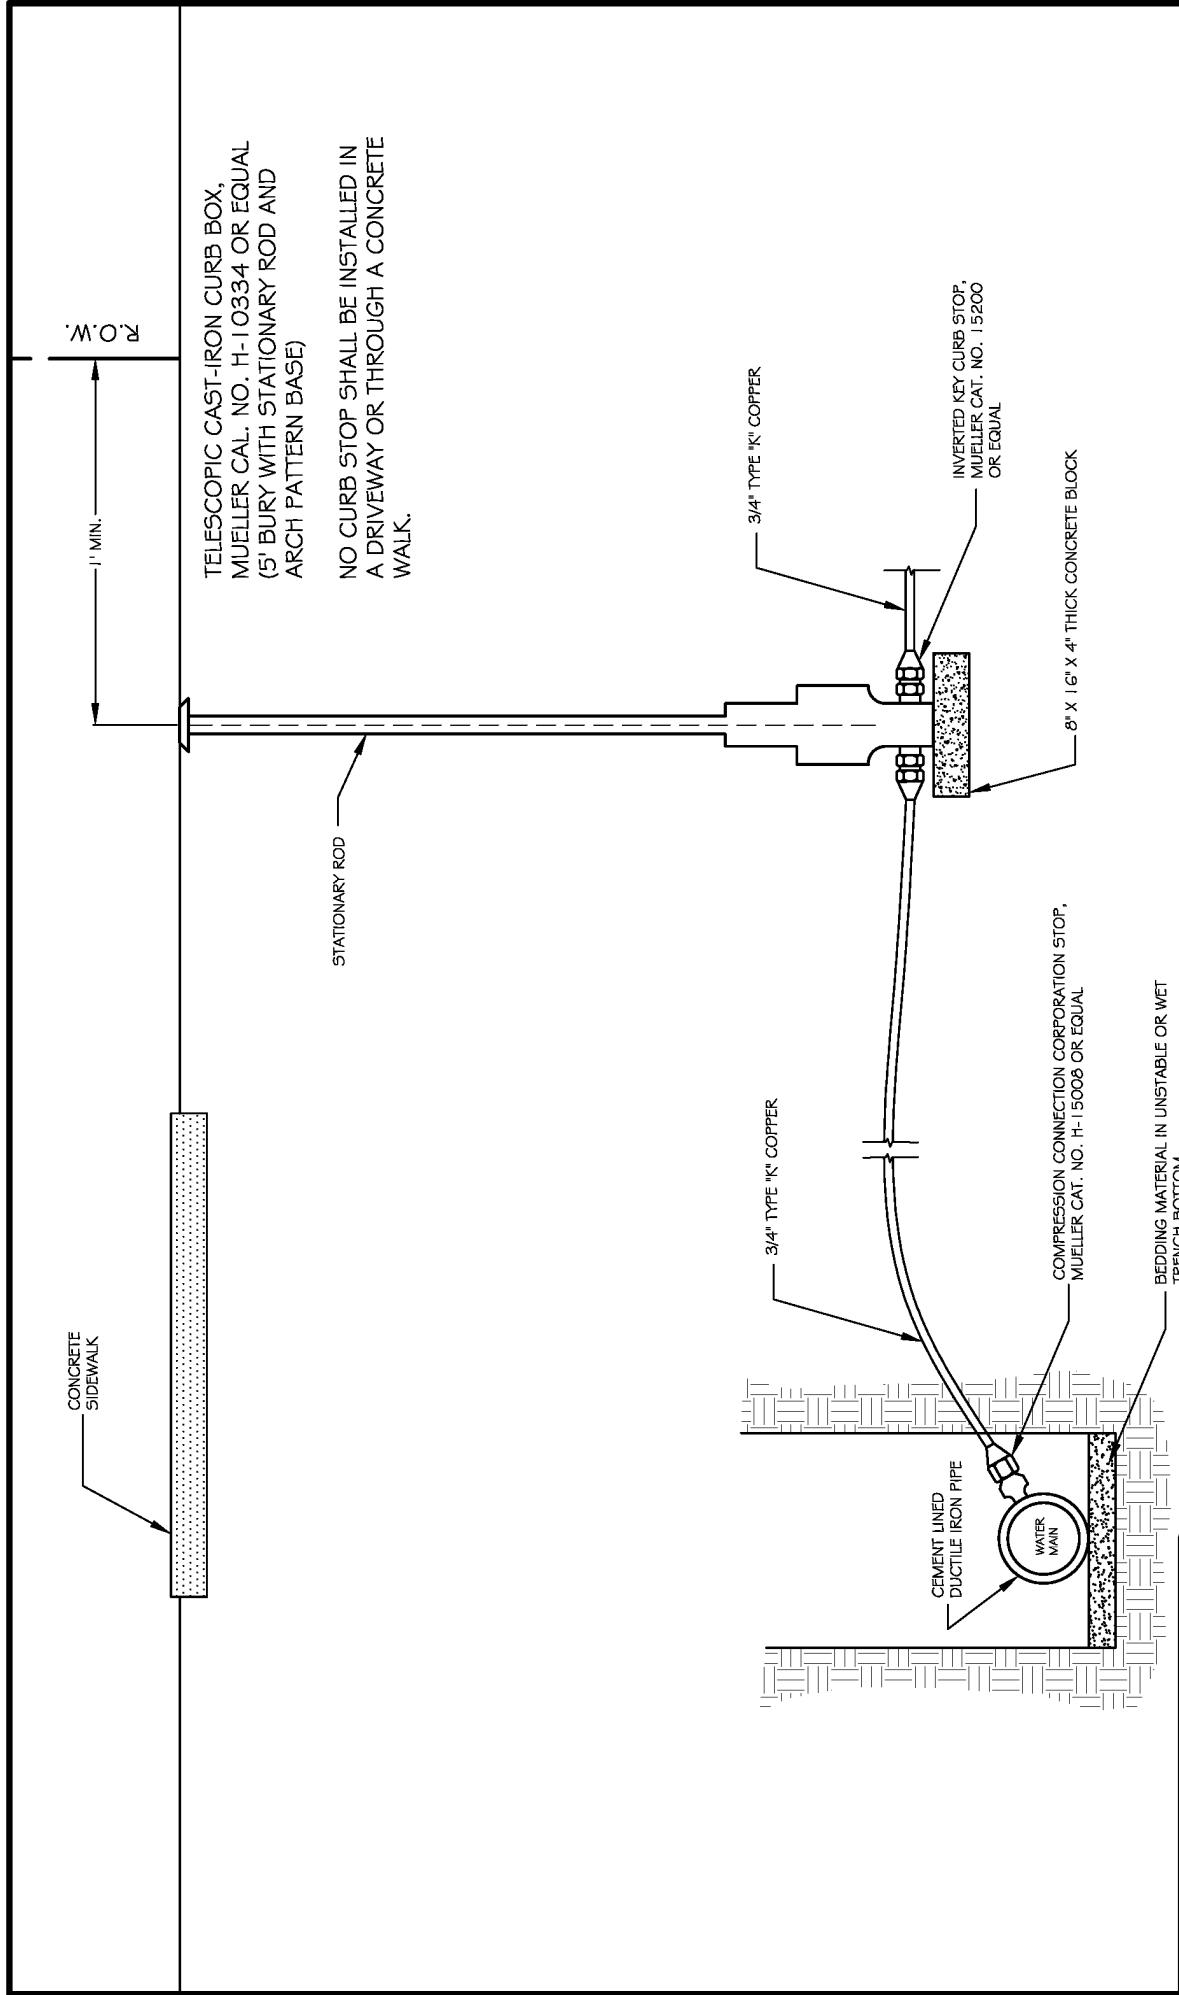 CONCRETE
SIDEWALK
1' MIN.
R.O.W.
TELESCOPIC CAST-IRON CURB BOX,
MUELLER CAL. NO. H-10334 OR EQUAL
(5' BURY WITH STATIONARY ROD AND
ARCH PATTERN BASE)
NO CURB STOP SHALL BE INSTALLED IN
A DRIVEWAY OR THROUGH A CONCRETE
WALK.
STATIONARY ROD
3/4" TYPE "K" COPPER
3/4" TYPE "K" COPPER
INVERTED KEY CURB STOP,
MUELLER CAT. NO. 15200
OR EQUAL
8" X 16" X 4" THICK CONCRETE BLOCK
CEMENT LINED
DUCTILE IRON PIPE
WATER
MAIN
COMPRESSION CONNECTION CORPORATION STOP,
MUELLER CAT. NO. H-15008 OR EQUAL
BEDDING MATERIAL IN UNSTABLE OR WET
TRENCH BOTTOM